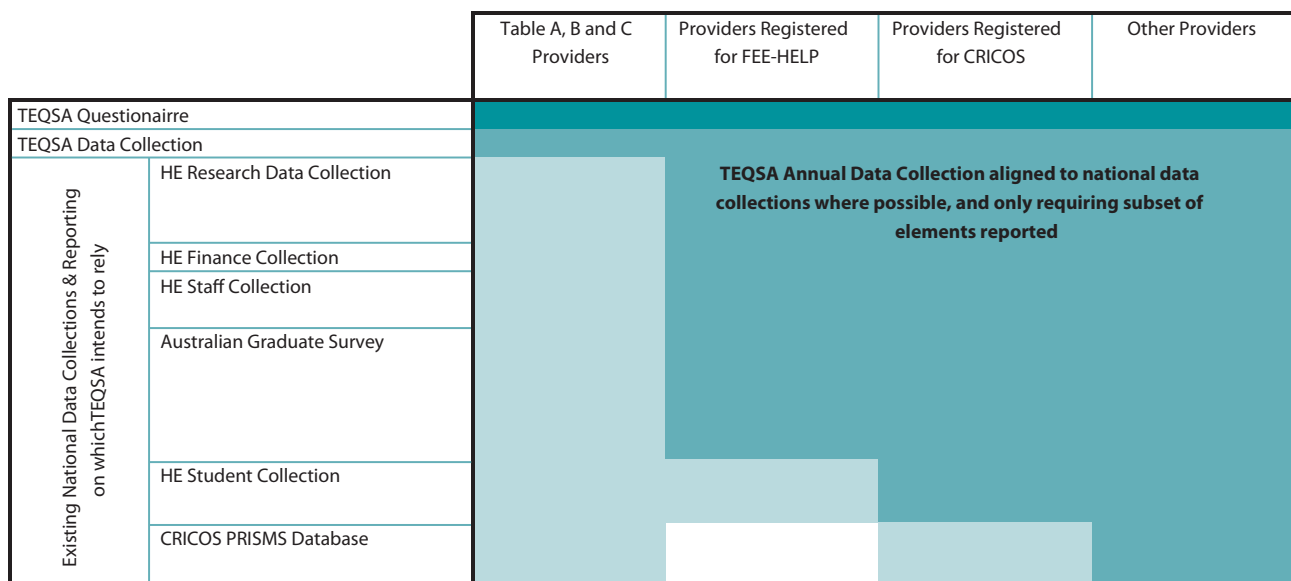 Table A, B and C
Providers
Providers Registered
for FEE-HELP
Providers Registered
for CRICOS
Other Providers
TEQSA Questionairre
TEQSA Data Collection
Existing National Data Collections & Reporting
on whichTEQSA intends to rely
HE Research Data Collection
TEQSA Annual Data Collection aligned to national data
collections where possible, and only requiring subset of
elements reported
HE Finance Collection
HE Staff Collection
Australian Graduate Survey
HE Student Collection
CRICOS PRISMS Database